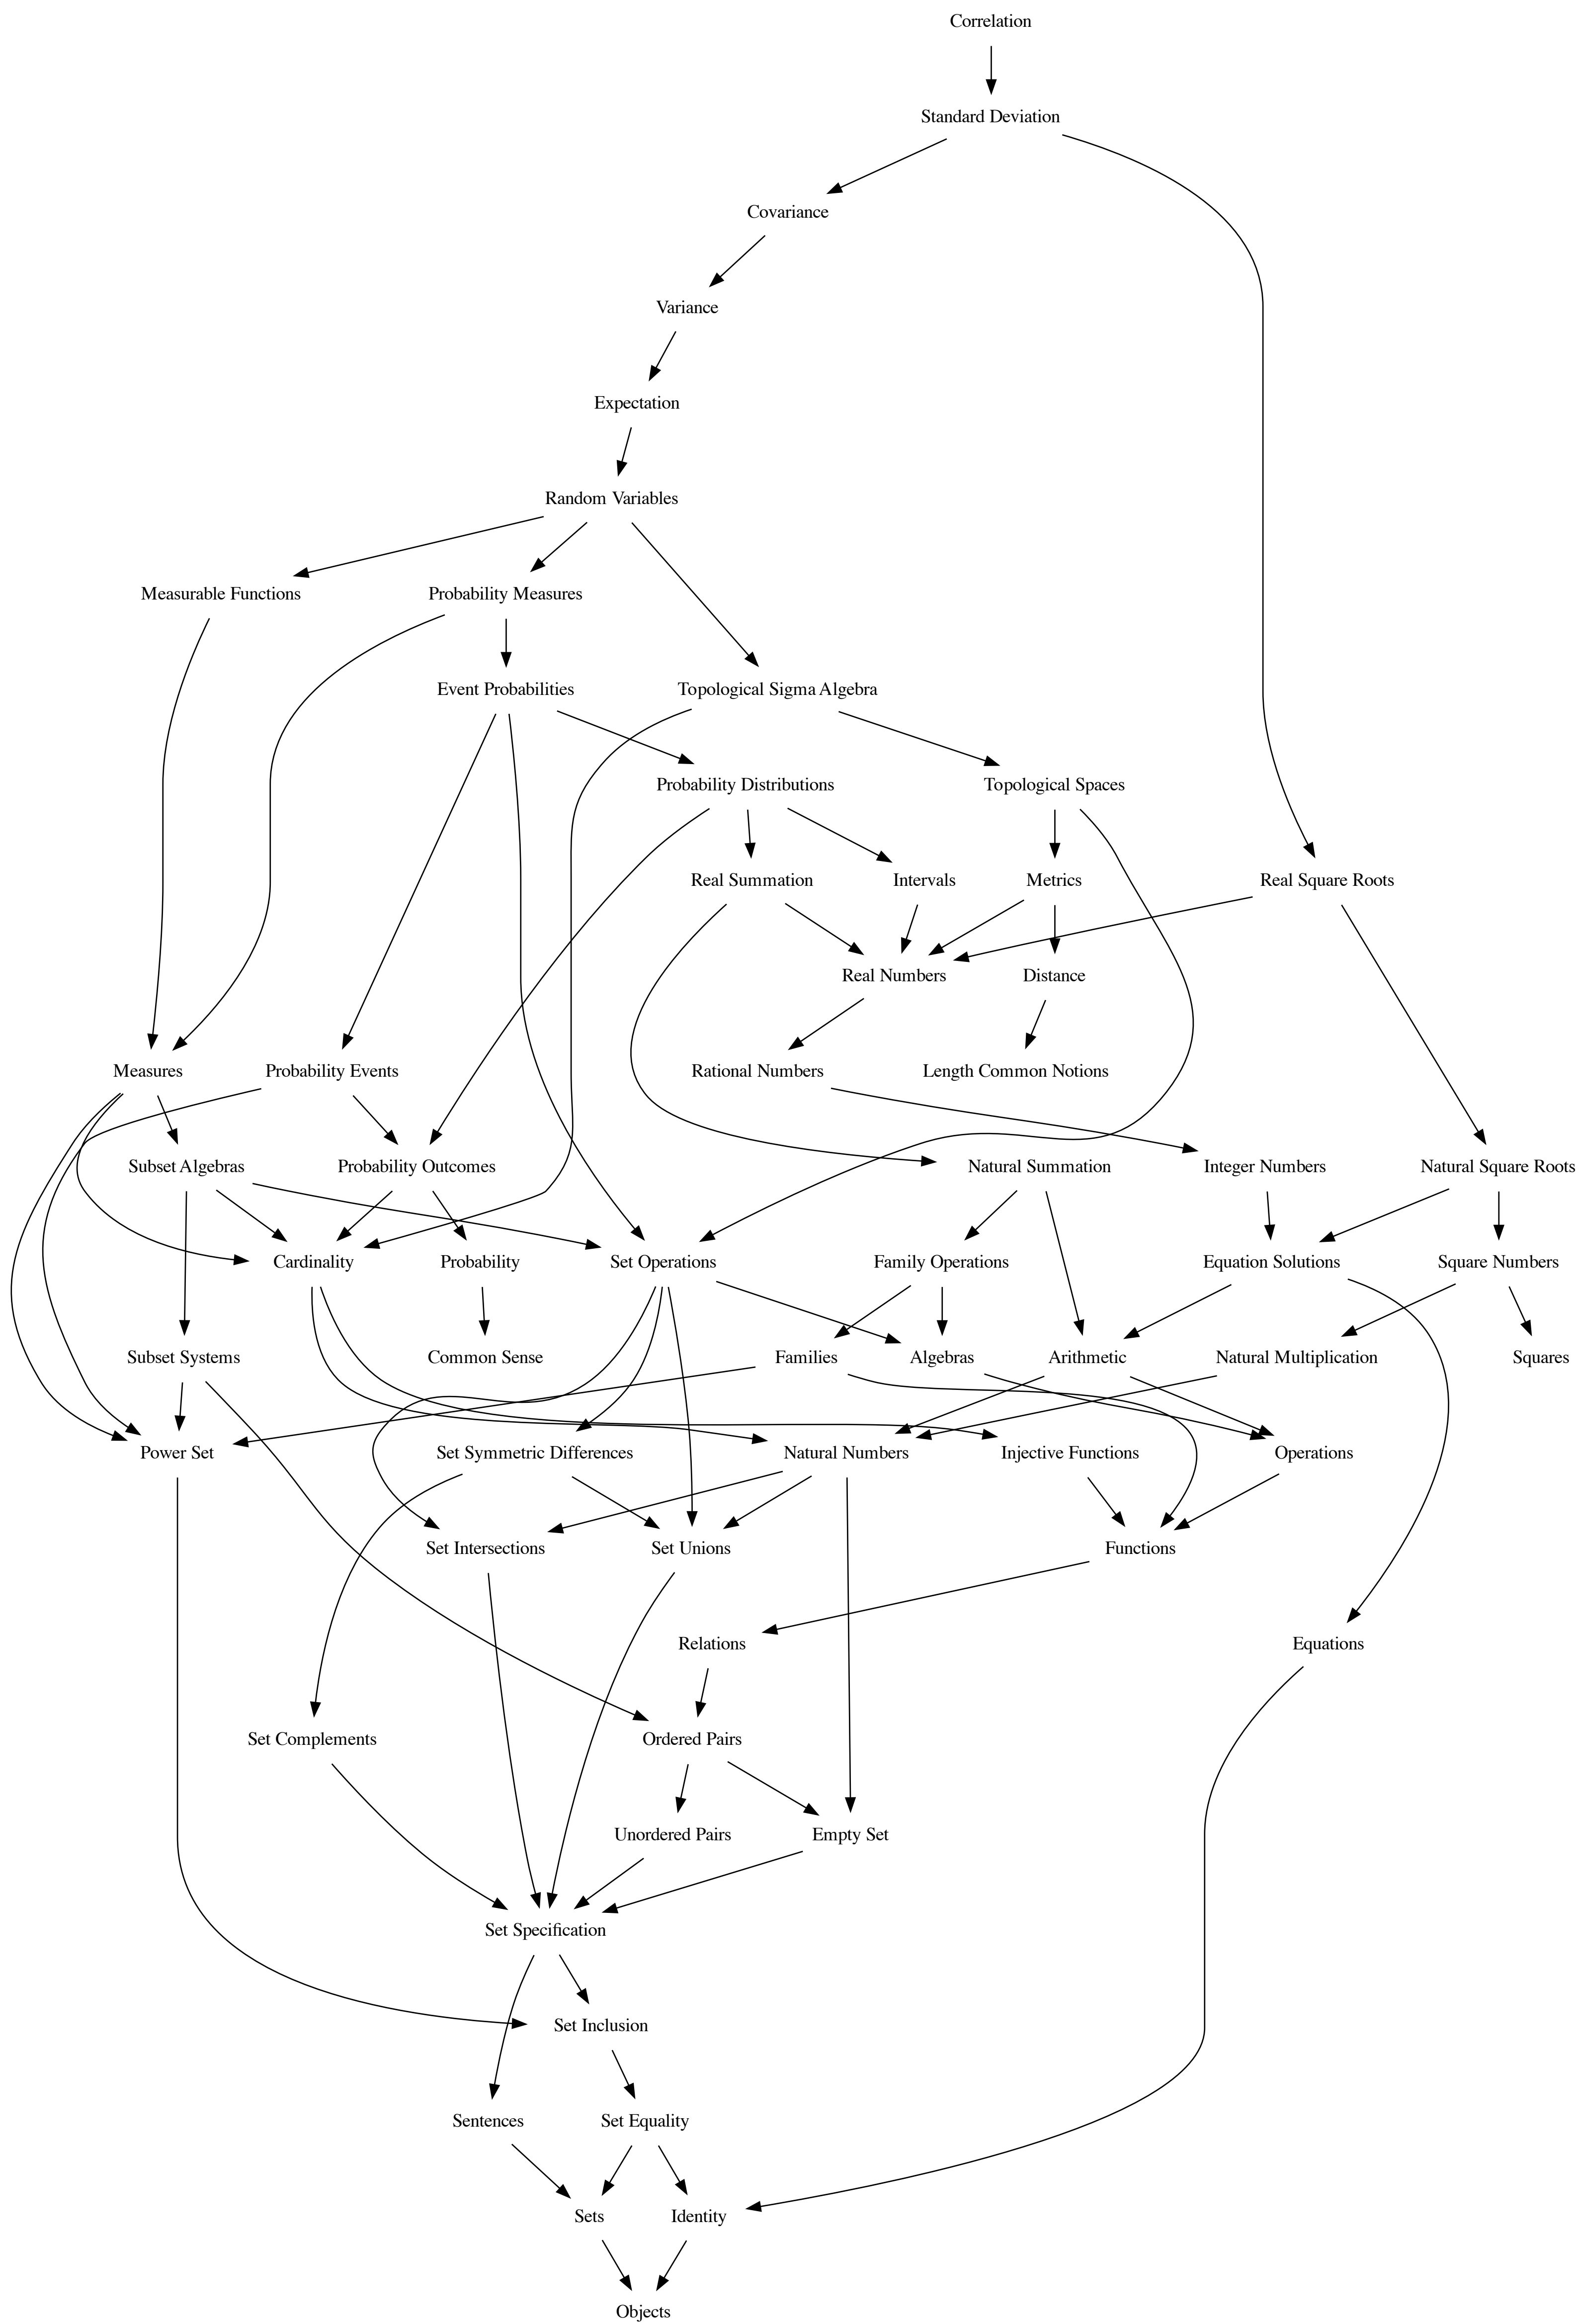 Correlation
Standard Deviation
Covariance
Variance
Expectation
Random Variables
Measurable Functions
Probability Measures
Event Probabilities
Topological Sigma Algebra
Probability Distributions
Topological Spaces
Real Summation
Intervals
Metrics
Real Square Roots
Real Numbers
Distance
Measures
Probability Events
Rational Numbers
Length Common Notions
Subset Algebras
Probability Outcomes
Natural Summation
Integer Numbers
Natural Square Roots
Cardinality
Probability
Set Operations
Family Operations
Equation Solutions
Square Numbers
Subset Systems
Common Sense
Families
Algebras
Arithmetic
Natural Multiplication
Squares
Power Set
Set Symmetric Differences
Natural Numbers
Injective Functions
Operations
Set Intersections
Set Unions
Functions
Relations
Equations
Set Complements
Ordered Pairs
Unordered Pairs
Empty Set
Set Specification
Set Inclusion
Sentences
Set Equality
Sets
Identity
Objects